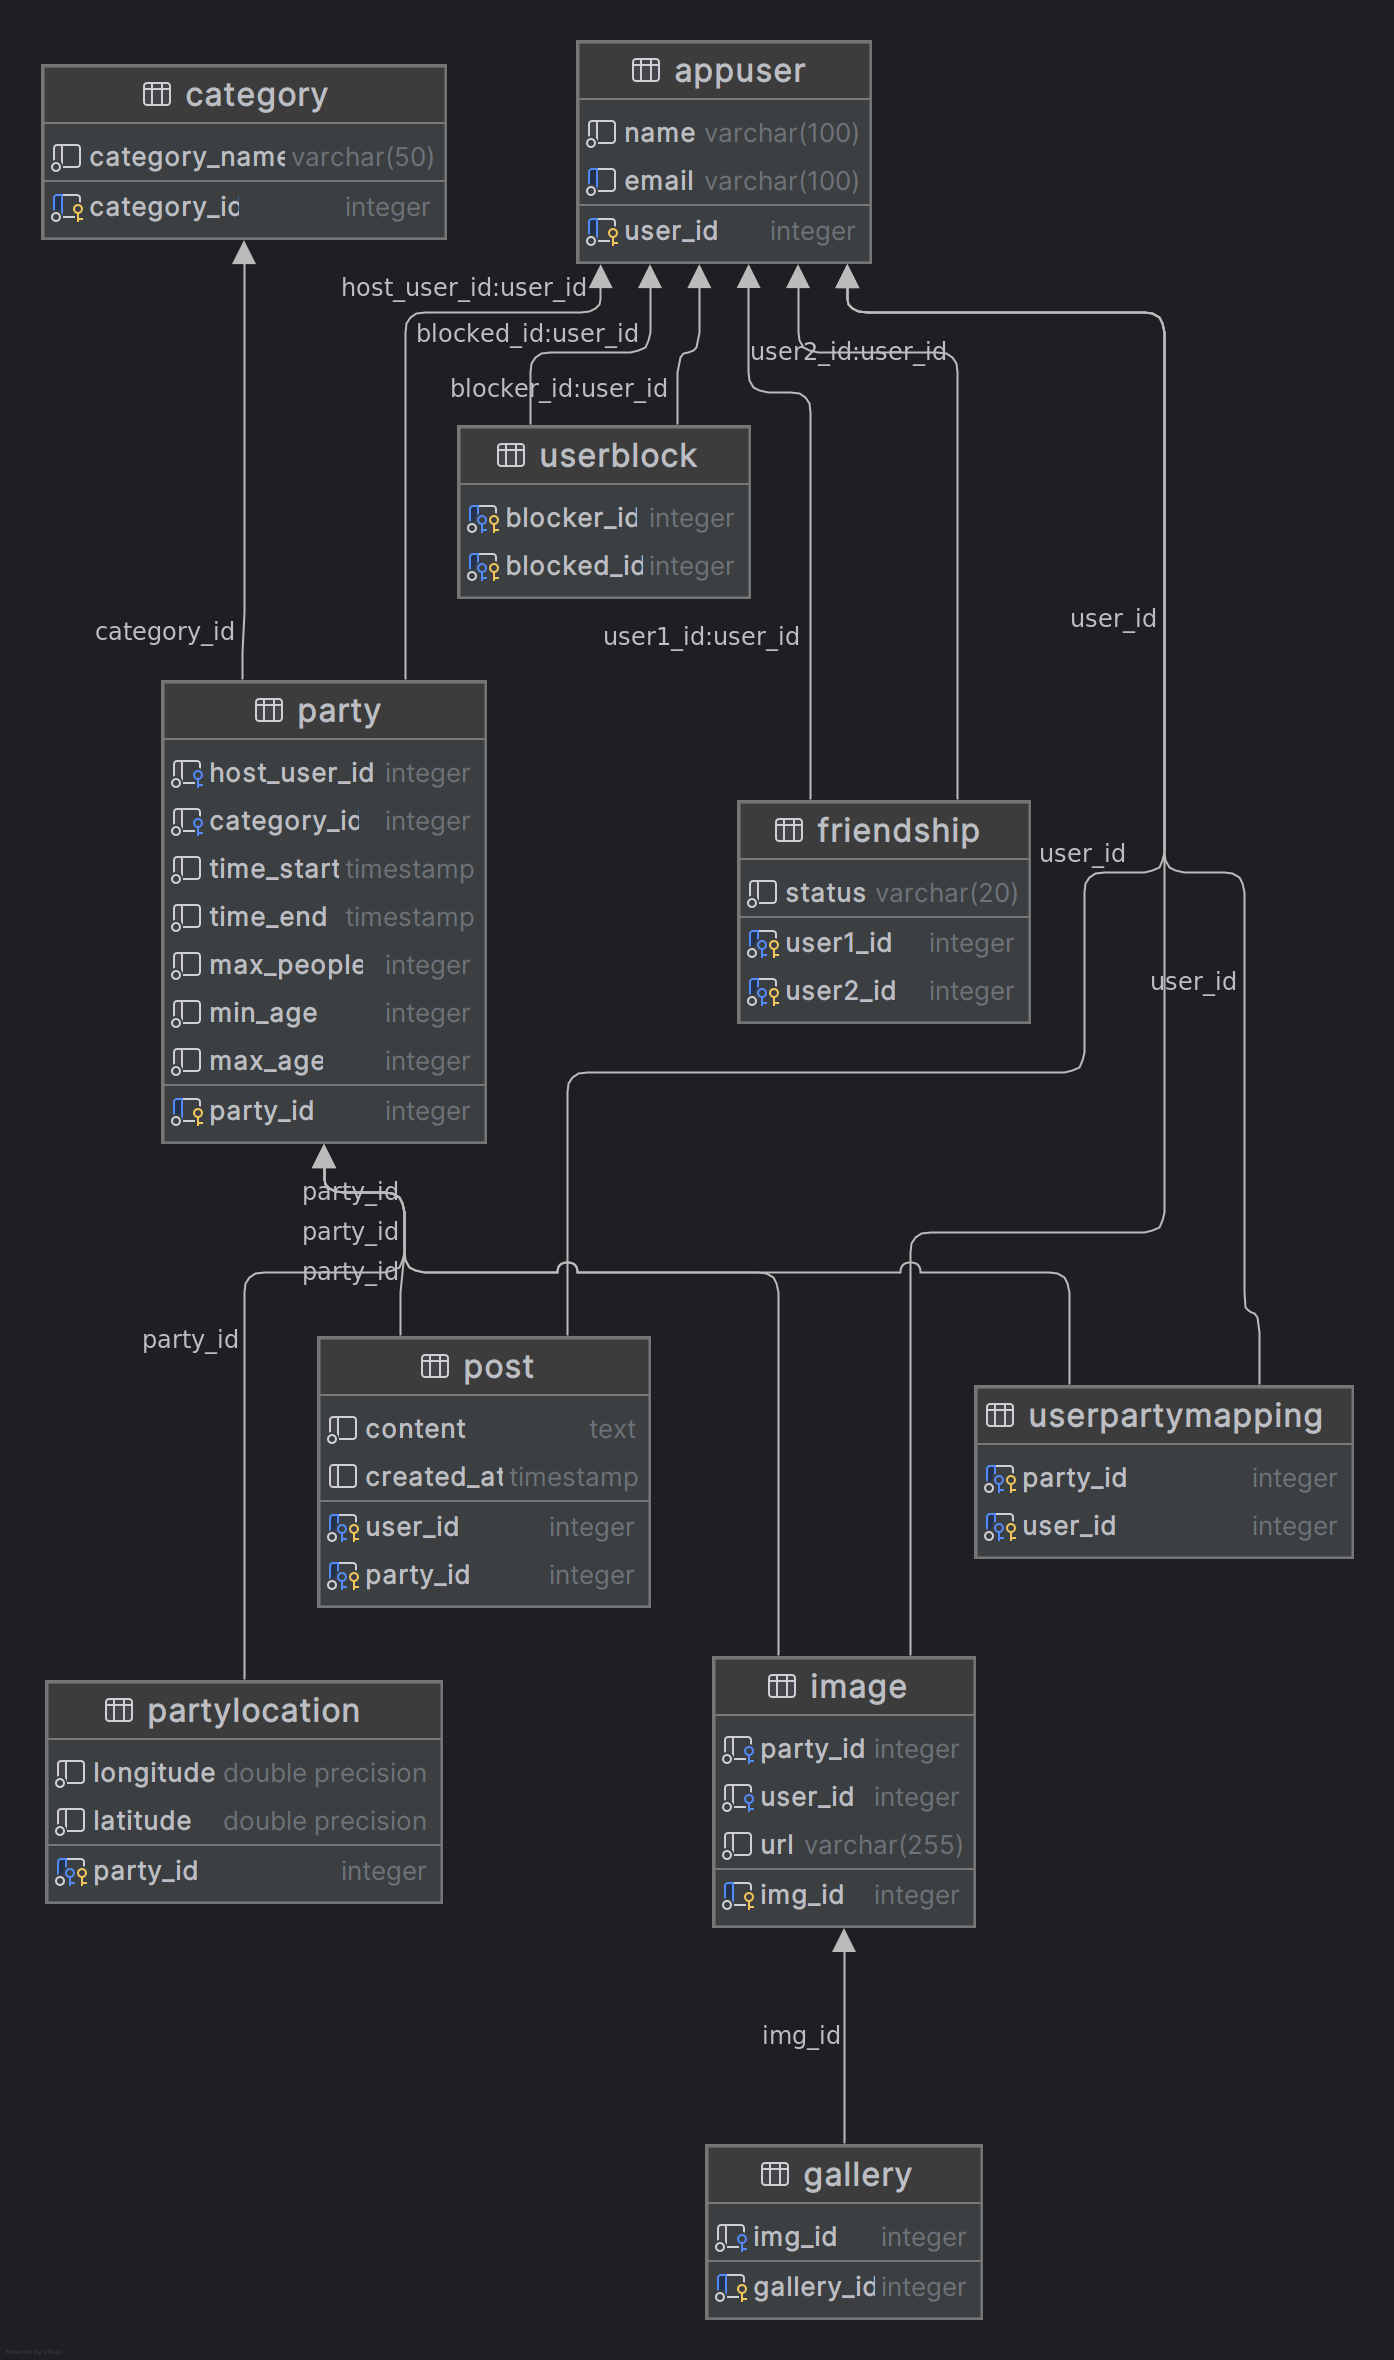 appuser
name varchar(100)
email varchar(100)
user_id integer
category
category_name varchar(50)
category_id integer
host_user_id:user_id
blocked_id:user_id
user2_id:user_id
blocker_id:user_id
userblock
blocker_id integer
blocked_id integer
category_id
user1_id:user_id
user_id
party
host_user_id integer
category_id integer
time_start timestamp
time_end timestamp
max_people integer
min_age integer
max_age integer
party_id integer
friendship
status varchar(20)
user1_id integer
user2_id integer
user_id
user_id
party_id
party_id
party_id
party_id
post
content text
created_at timestamp
user_id integer
party_id integer
userpartymapping
party_id integer
user_id integer
partylocation
longitude double precision
latitude double precision
party_id integer
image
party_id integer
user_id integer
url varchar(255)
img_id integer
img_id
gallery
img_id integer
gallery_id integer